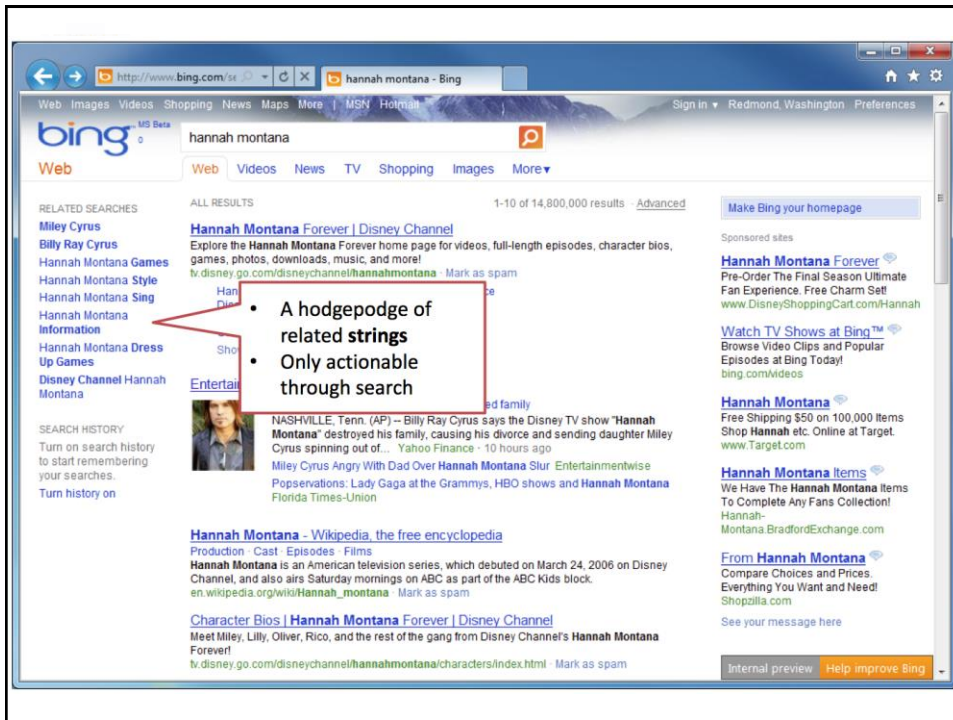 http://www.bing.com/se
hannah montana - Bing
Web Images Videos Shopping News Maps More | MSN Hotmail
Sign in Redmond, Washington Preferences
bing MS Beta
hannah montana
Web
Web Videos News TV Shopping Images More
RELATED SEARCHES
Miley Cyrus
Billy Ray Cyrus
Hannah Montana Games
Hannah Montana Style
Hannah Montana Sing
Hannah Montana
Information
Hannah Montana Dress
Up Games
Disney Channel Hannah
Montana
SEARCH HISTORY
Turn on search history
to start remembering
your searches.
Turn history on
ALL RESULTS
1-10 of 14,800,000 results · Advanced
Hannah Montana Forever | Disney Channel
Explore the Hannah Montana Forever home page for videos, full-length episodes, character bios,
games, photos, downloads, music, and more!
tv.disney.go.com/disneychannel/hannahmontana · Mark as spam
• A hodgepodge of
related strings
• Only actionable
through search
ed family
NASHVILLE, Tenn. (AP) -- Billy Ray Cyrus says the Disney TV show "Hannah
Montana" destroyed his family, causing his divorce and sending daughter Miley
Cyrus spinning out of... Yahoo Finance · 10 hours ago
Miley Cyrus Angry With Dad Over Hannah Montana Slur Entertainmentwise
Popservations: Lady Gaga at the Grammys, HBO shows and Hannah Montana
Florida Times-Union
Hannah Montana - Wikipedia, the free encyclopedia
Production · Cast · Episodes · Films
Hannah Montana is an American television series, which debuted on March 24, 2006 on Disney
Channel, and also airs Saturday mornings on ABC as part of the ABC Kids block.
en.wikipedia.org/wiki/Hannah_montana · Mark as spam
Character Bios | Hannah Montana Forever | Disney Channel
Meet Miley, Lilly, Oliver, Rico, and the rest of the gang from Disney Channel's Hannah Montana
Forever!
tv.disney.go.com/disneychannel/hannahmontana/characters/index.html · Mark as spam
Make Bing your homepage
Sponsored sites
Hannah Montana Forever
Pre-Order The Final Season Ultimate
Fan Experience. Free Charm Set!
www.DisneyShoppingCart.com/Hannah
Watch TV Shows at Bing™
Browse Video Clips and Popular
Episodes at Bing Today!
bing.com/videos
Hannah Montana
Free Shipping $50 on 100,000 Items
Shop Hannah etc. Online at Target.
www.Target.com
Hannah Montana Items
We Have The Hannah Montana Items
To Complete Any Fans Collection!
Hannah-
Montana.BradfordExchange.com
From Hannah Montana
Compare Choices and Prices.
Everything You Want and Need!
Shopzilla.com
See your message here
Internal preview Help improve Bing